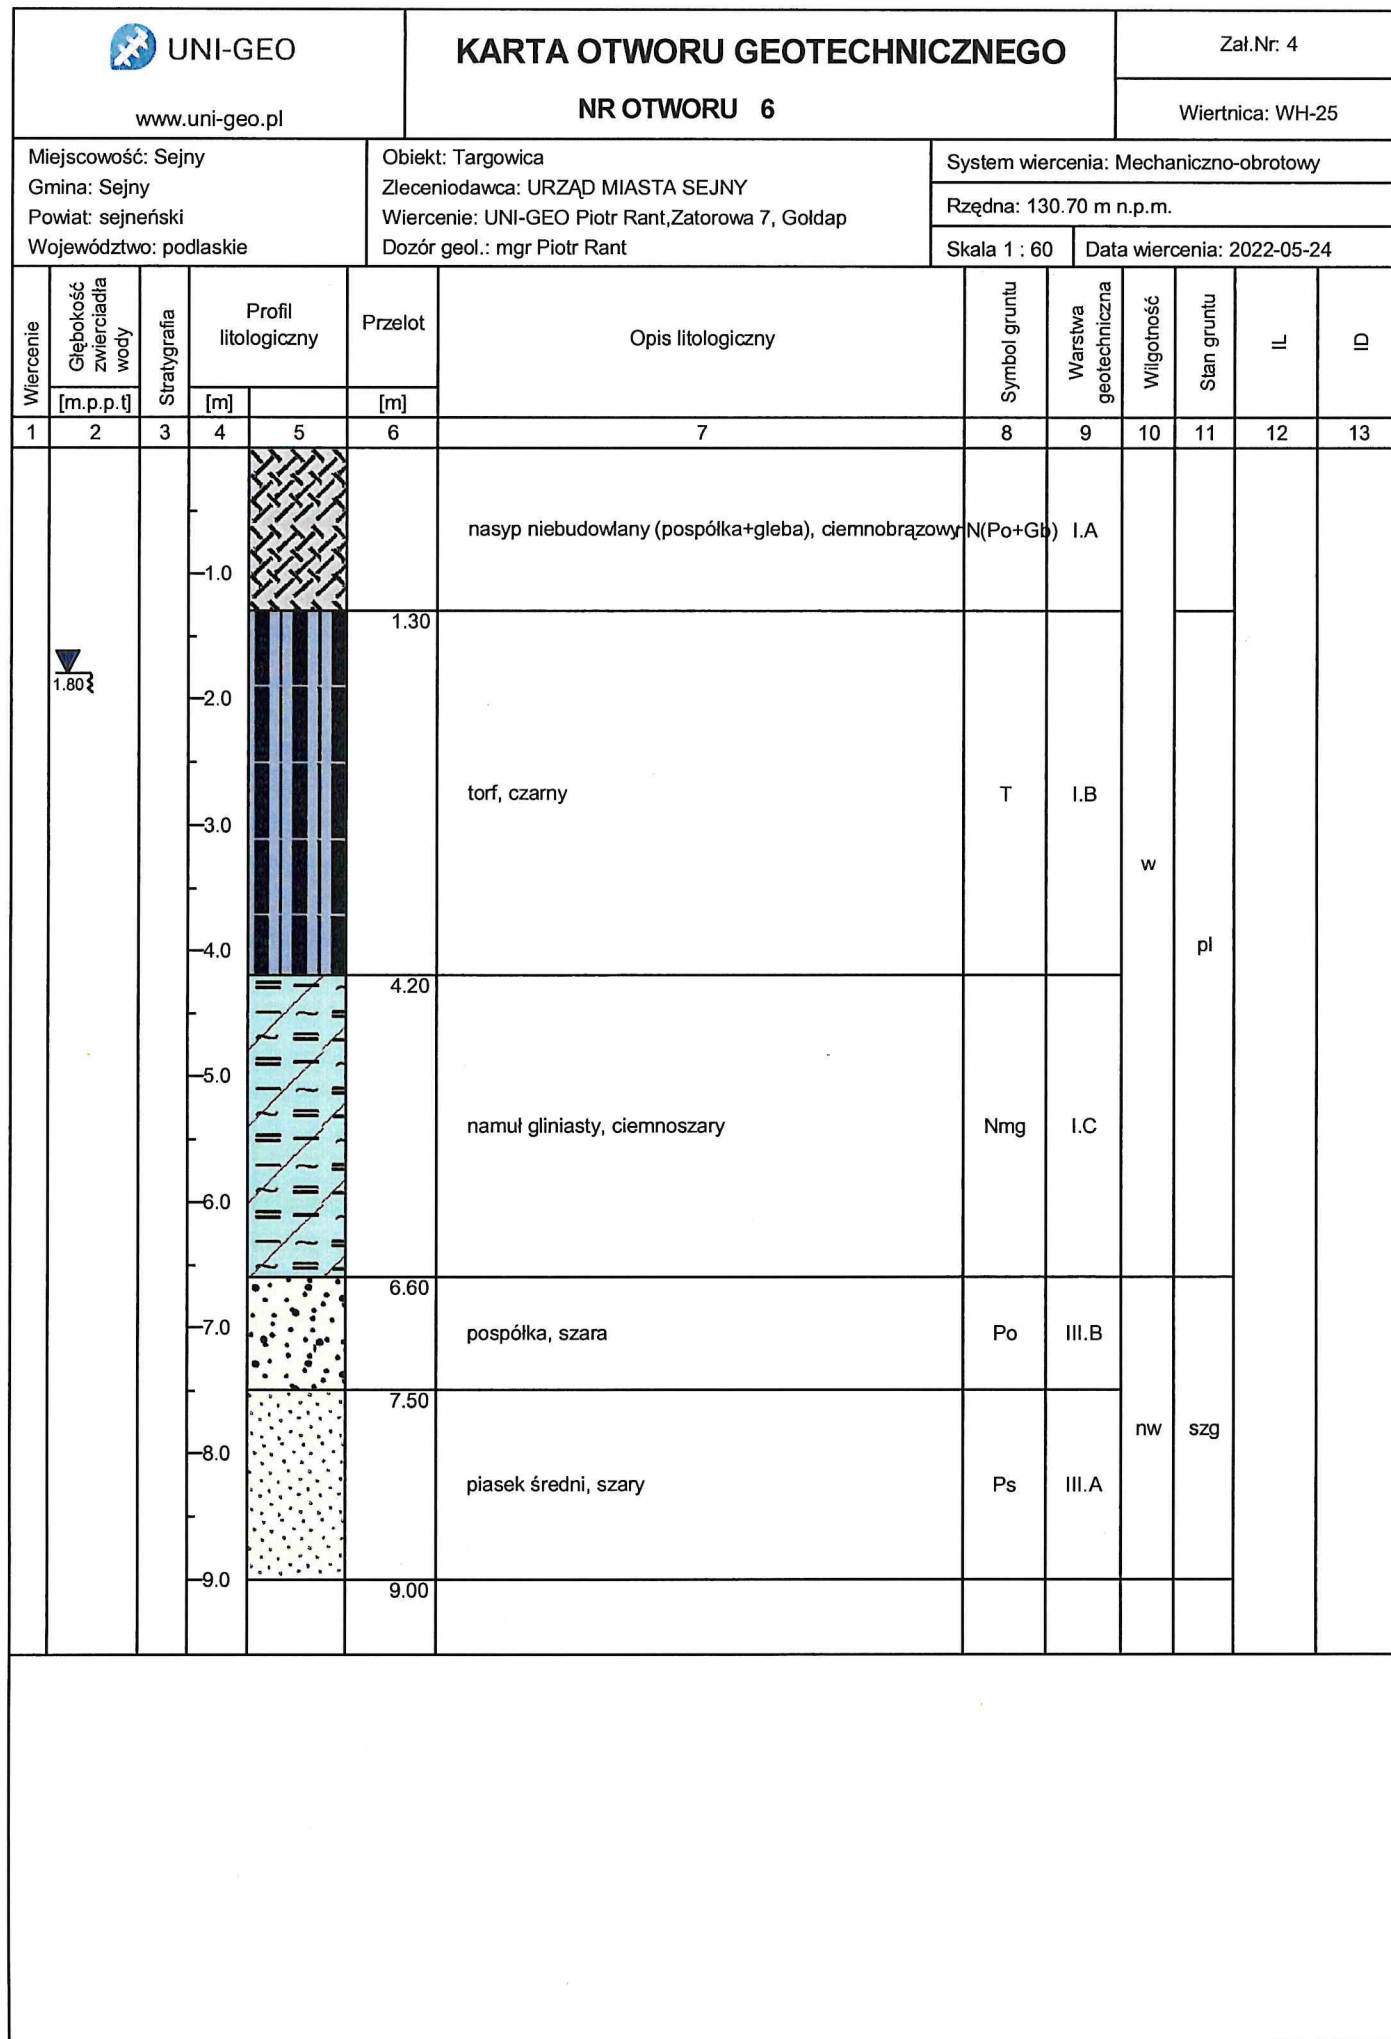 UNI-GEO
www.uni-geo.pl
KARTA OTWORU GEOTECHNICZNEGO
NR OTWORU 6
Zał.Nr: 4
Wiertnica: WH-25
Miejscowość: Sejny
Gmina: Sejny
Powiat: sejneński
Województwo: podlaskie
Obiekt: Targowica
Zleceniodawca: URZĄD MIASTA SEJNY
Wiercenie: UNI-GEO Piotr Rant,Zatorowa 7, Gołdap
Dozór geol.: mgr Piotr Rant
System wiercenia: Mechaniczno-obrotowy
Rzędna: 130.70 m n.p.m.
Skala 1 : 60
Data wiercenia: 2022-05-24
Wiercenie
Głębokość
zwierciadła
wody
[m.p.p.t]
Stratygrafia
Profil
litologiczny
[m]
Przelot
[m]
Opis litologiczny
Symbol gruntu
Warstwa
geotechniczna
Wilgotność
Stan gruntu
IL
ID
1 2 3 4 5 6 7 8 9 10 11 12 13
nasyp niebudowlany (pospółka+gleba), ciemnobrązowy N(Po+Gb) I.A
1.0
1.30
1.80
2.0
torf, czarny T I.B
3.0
w
4.0
pl
4.20
5.0
namuł gliniasty, ciemnoszary Nmg I.C
6.0
6.60
7.0
pospółka, szara Po III.B
7.50
nw szg
8.0
piasek średni, szary Ps III.A
9.0
9.00